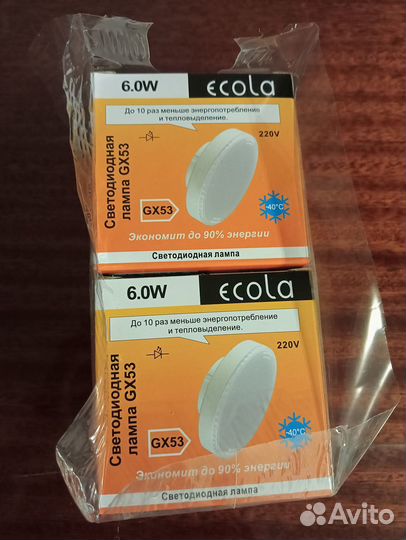 6.0W ecola
До 10 раз меньше энергопотребление
и тепловыделение.
220V
Светодиодная
лампа GX53
GX53
-40°C
Экономит до 90% энергии
Светодиодная лампа
6.0W ecola
До 10 раз меньше энергопотребление
и тепловыделение.
220V
Светодиодная
лампа GX53
GX53
-40°C
Экономит до 90% энергии
Светодиодная лампа
Avito